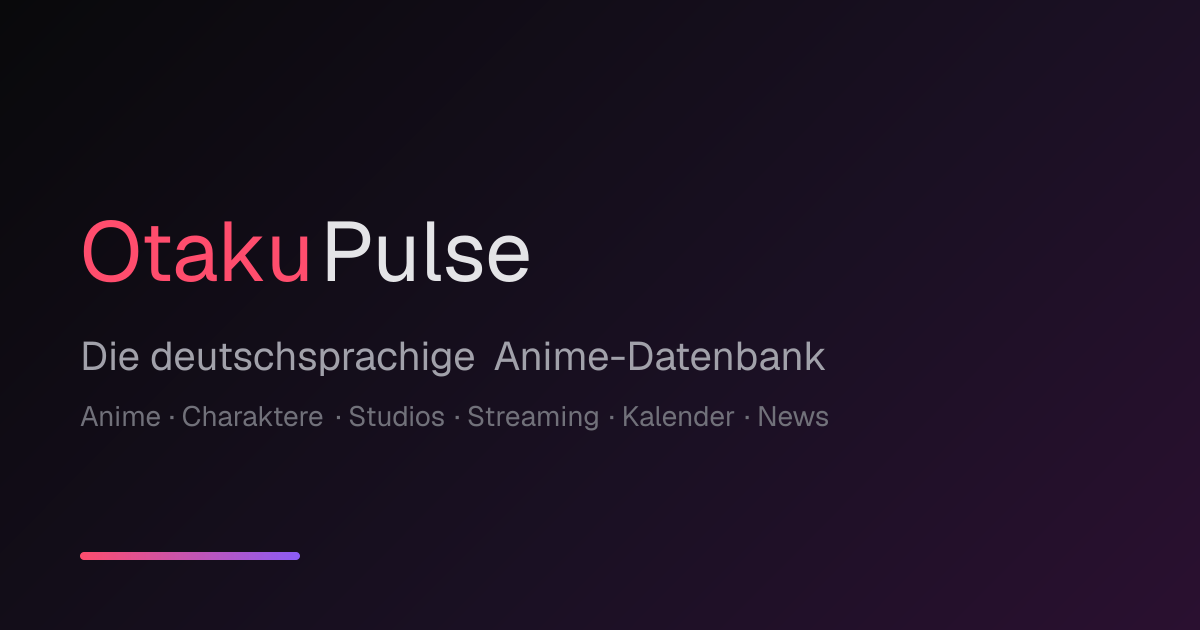 OtakuPulse
Die deutschsprachige Anime-Datenbank
Anime · Charaktere · Studios · Streaming · Kalender · News